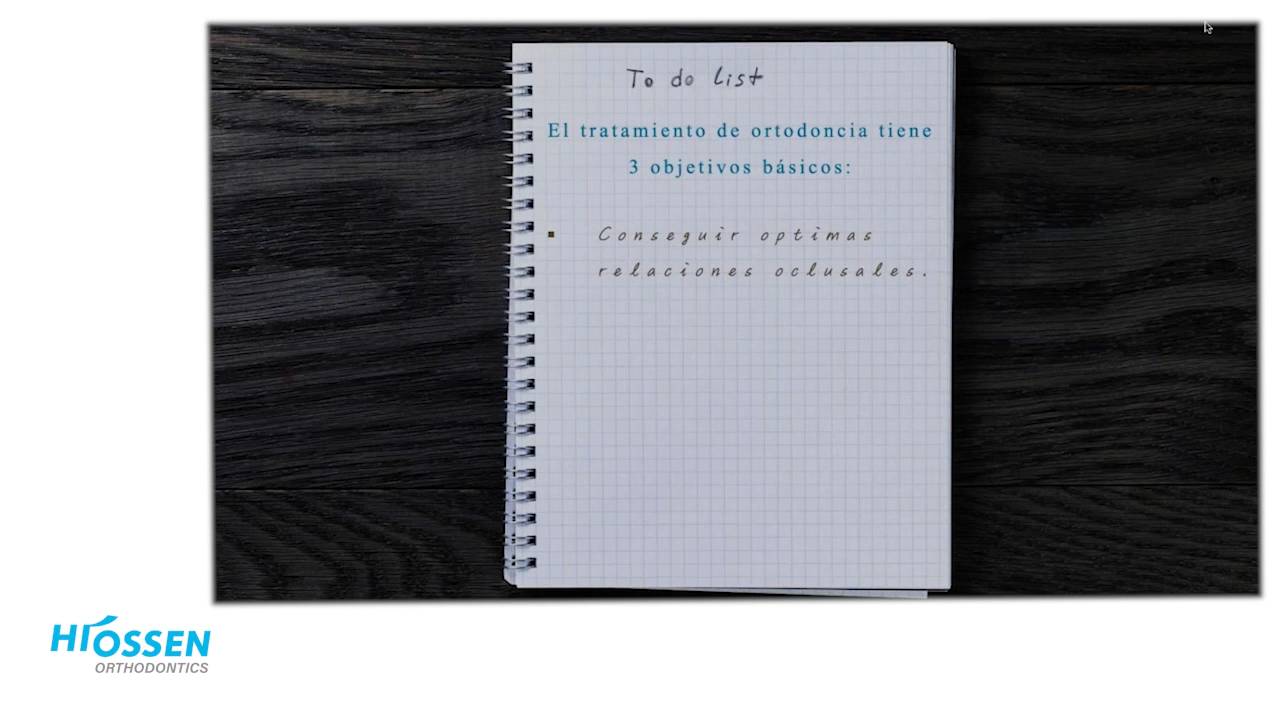 To do list
El tratamiento de ortodoncia tiene
3 objetivos básicos:
▪ Conseguir optimas
relaciones oclusales.
HIOSSEN
ORTHODONTICS